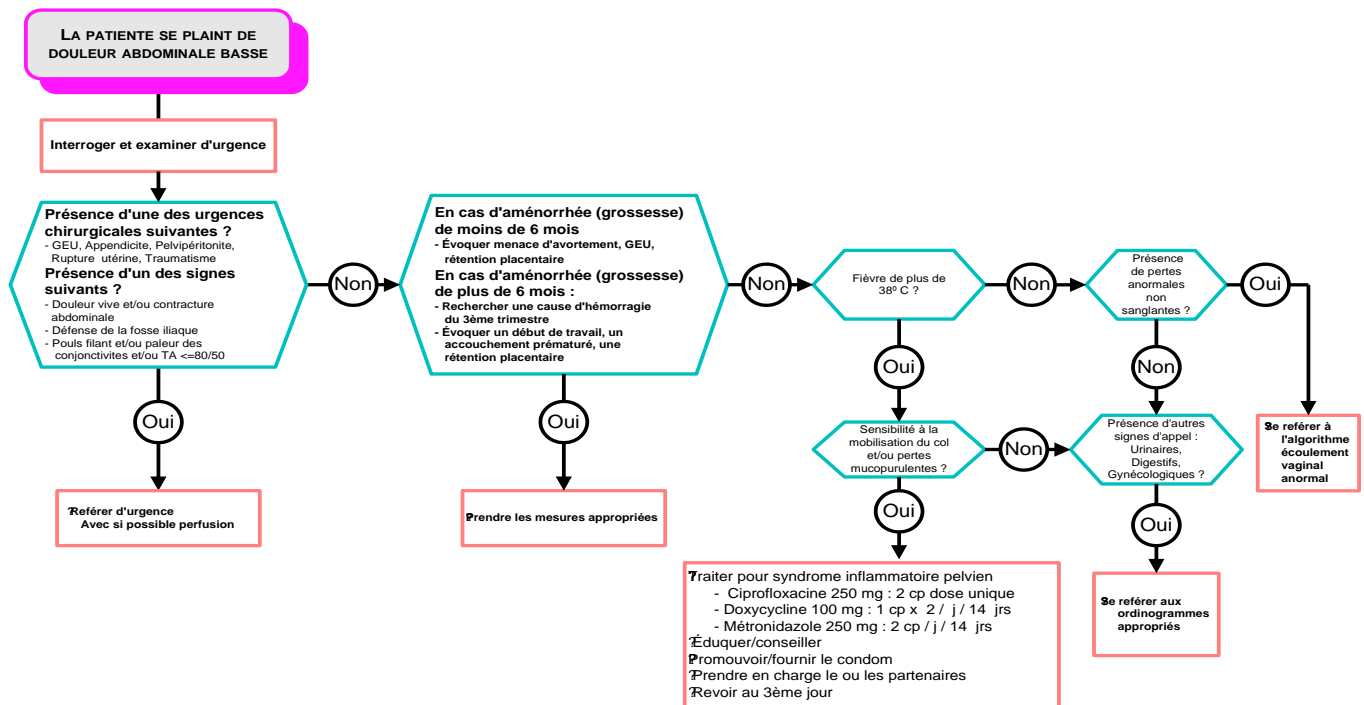 LA PATIENTE SE PLAINT DE
DOULEUR ABDOMINALE BASSE
Interroger et examiner d'urgence
Présence d'une des urgences
chirurgicales suivantes ?
- GEU, Appendicite, Pelvipéritonite,
Rupture utérine, Traumatisme
Présence d'un des signes
suivants ?
- Douleur vive et/ou contracture
abdominale
- Défense de la fosse iliaque
- Pouls filant et/ou paleur des
conjonctivites et/ou TA <=80/50
Non
Oui
?Referér d'urgence
Avec si possible perfusion
En cas d'aménorrhée (grossesse)
de moins de 6 mois
- Évoquer menace d'avortement, GEU,
rétention placentaire
En cas d'aménorrhée (grossesse)
de plus de 6 mois :
- Rechercher une cause d'hémorragie
du 3ème trimestre
- Évoquer un début de travail, un
accouchement prématuré, une
rétention placentaire
Non
Oui
Prendre les mesures appropriées
Fièvre de plus de
38º C ?
Non
Oui
Présence
de pertes
anormales
non
sanglantes ?
Oui
Non
Sensibilité à la
mobilisation du col
et/ou pertes
mucopurulentes ?
Non
Oui
Présence d'autres
signes d'appel :
Urinaires,
Digestifs,
Gynécologiques ?
Oui
Se referér à
l'algorithme
écoulement
vaginal
anormal
Traiter pour syndrome inflammatoire pelvien
- Ciprofloxacine 250 mg : 2 cp dose unique
- Doxycycline 100 mg : 1 cp x 2 / j / 14 jrs
- Métronidazole 250 mg : 2 cp / j / 14 jrs
?Éduquer/conseiller
Promouvoir/fournir le condom
?Prendre en charge le ou les partenaires
?Revoir au 3ème jour
Se référer aux
ordinogrammes
appropriés